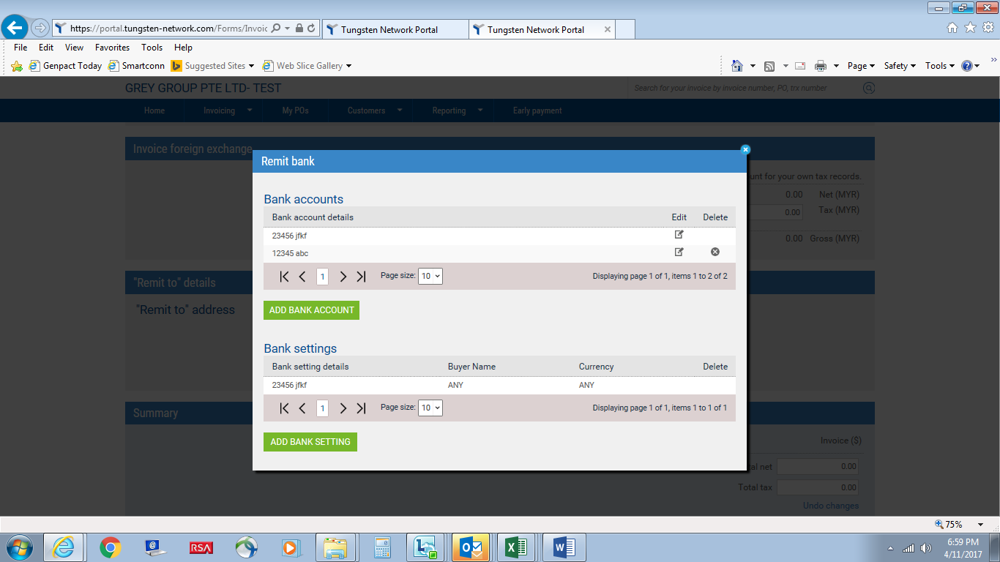 https://portal.tungsten-network.com/Forms/Invoic
Tungsten Network Portal
Tungsten Network Portal
File Edit View Favorites Tools Help
Genpact Today Smartconn Suggested Sites Web Slice Gallery Page Safety Tools
GREY GROUP PTE LTD- TEST
Search for your invoice by invoice number, PO, trx number
Home Invoicing My POs Customers Reporting Early payment
Invoice foreign exchange
Remit bank
unt for your own tax records.
0.00 Net (MYR)
0.00 Tax (MYR)
0.00 Gross (MYR)
Bank accounts
Bank account details Edit Delete
23456 jfkf
12345 abc
1 Page size: 10 Displaying page 1 of 1, items 1 to 2 of 2
ADD BANK ACCOUNT
"Remit to" details
"Remit to" address
Bank settings
Bank setting details Buyer Name Currency Delete
23456 jfkf ANY ANY
1 Page size: 10 Displaying page 1 of 1, items 1 to 1 of 1
ADD BANK SETTING
Summary
Invoice ($)
tal net 0.00
Total tax 0.00
Undo changes
75%
RSA
6:59 PM
4/11/2017